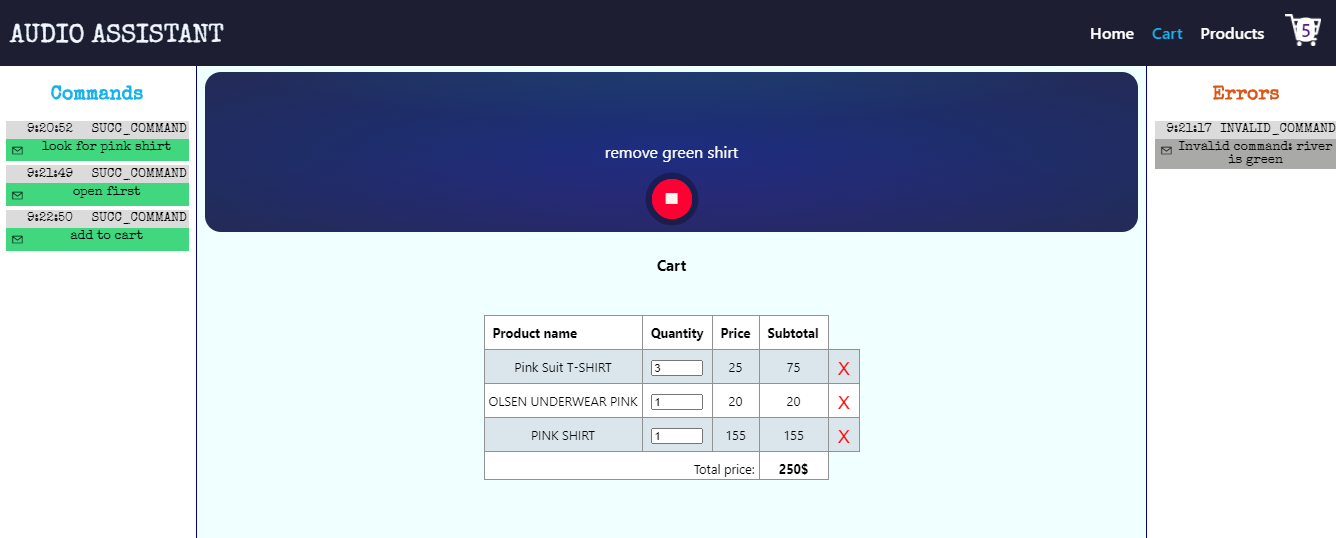 AUDIO ASSISTANT
Home Cart Products 5
Commands
9:20:52 SUCC_COMMAND
look for pink shirt
9:21:49 SUCC_COMMAND
open first
9:22:50 SUCC_COMMAND
add to cart
remove green shirt
Cart
Product name Quantity Price Subtotal
Pink Suit T-SHIRT 3 25 75 X
OLSEN UNDERWEAR PINK 1 20 20 X
PINK SHIRT 1 155 155 X
Total price: 250$
Errors
9:21:17 INVALID_COMMAND
Invalid command: river
is green